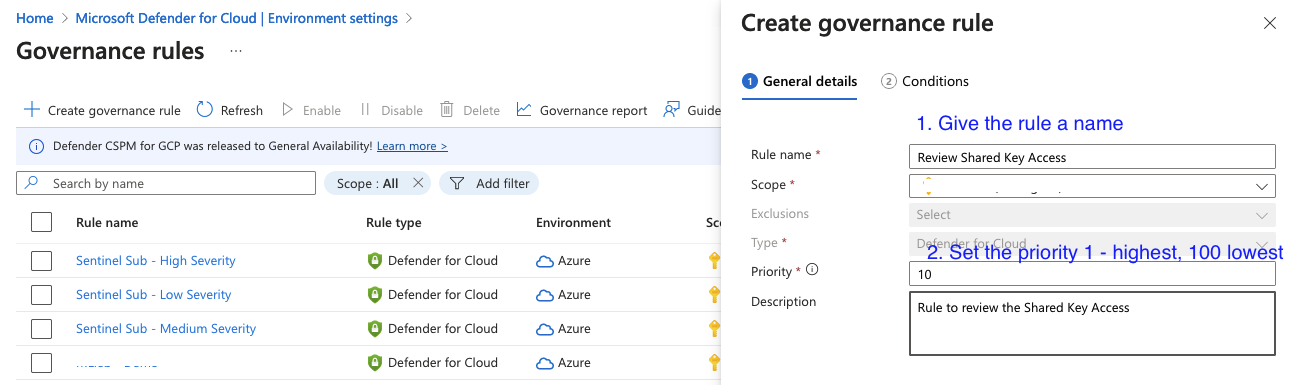 Home > Microsoft Defender for Cloud | Environment settings >
Governance rules ...
Create governance rule Refresh Enable Disable Delete Governance report Guide
Defender CSPM for GCP was released to General Availability! Learn more >
Search by name Scope : All Add filter
Rule name Rule type Environment Sc
Sentinel Sub - High Severity Defender for Cloud Azure
Sentinel Sub - Low Severity Defender for Cloud Azure
Sentinel Sub - Medium Severity Defender for Cloud Azure
Defender for Cloud Azure
Create governance rule
1 General details 2 Conditions
1. Give the rule a name
Rule name * Review Shared Key Access
Scope *
Exclusions Select
Type * Defender for Cloud
2. Set the priority 1 - highest, 100 lowest
Priority * 10
Description Rule to review the Shared Key Access